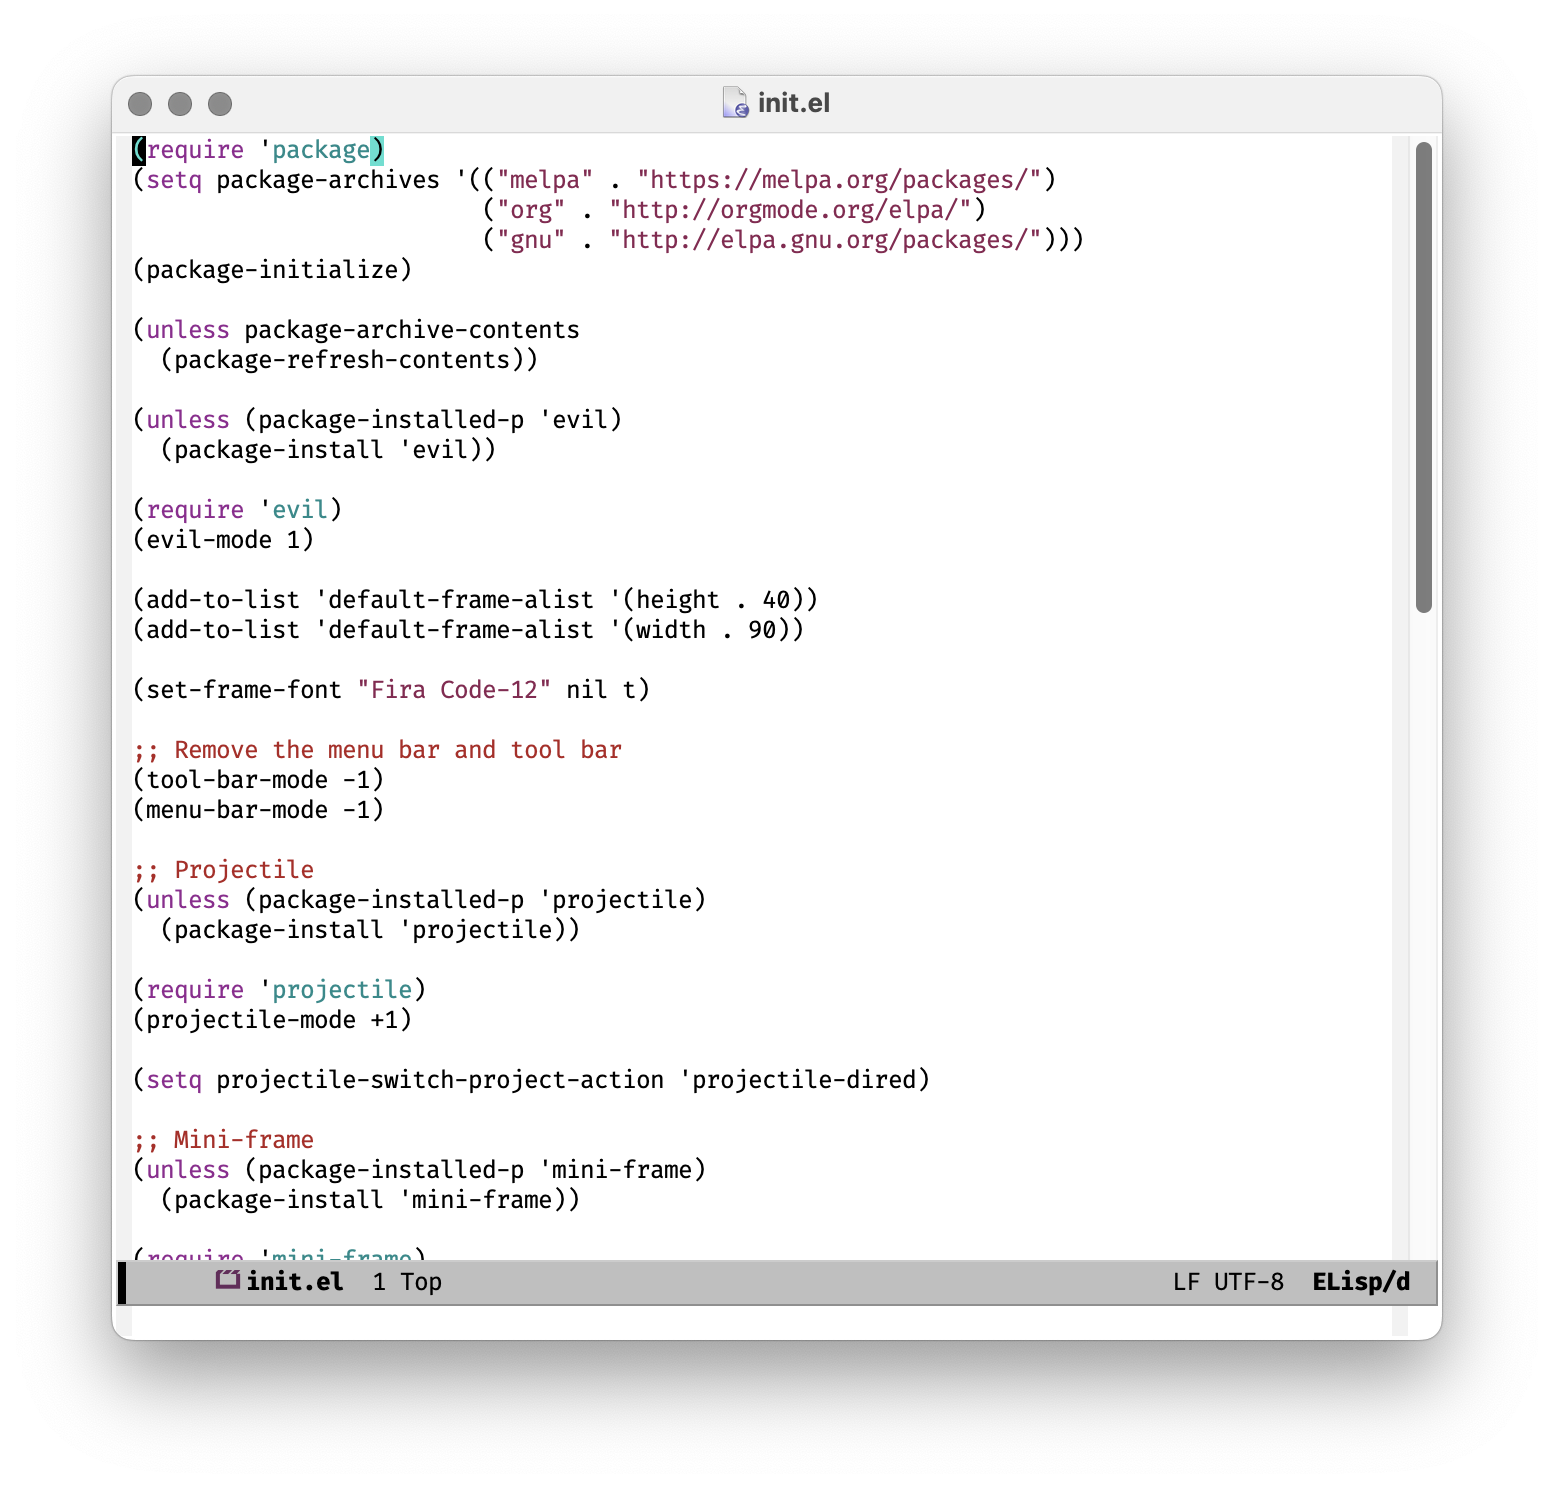 init.el
(require 'package)
(setq package-archives '(("melpa" . "https://melpa.org/packages/")
                         ("org" . "http://orgmode.org/elpa/")
                         ("gnu" . "http://elpa.gnu.org/packages/")))
(package-initialize)

(unless package-archive-contents
  (package-refresh-contents))

(unless (package-installed-p 'evil)
  (package-install 'evil))

(require 'evil)
(evil-mode 1)

(add-to-list 'default-frame-alist '(height . 40))
(add-to-list 'default-frame-alist '(width . 90))

(set-frame-font "Fira Code-12" nil t)

;; Remove the menu bar and tool bar
(tool-bar-mode -1)
(menu-bar-mode -1)

;; Projectile
(unless (package-installed-p 'projectile)
  (package-install 'projectile))

(require 'projectile)
(projectile-mode +1)

(setq projectile-switch-project-action 'projectile-dired)

;; Mini-frame
(unless (package-installed-p 'mini-frame)
  (package-install 'mini-frame))

(require 'mini-frame)
init.el  1 Top LF UTF-8  ELisp/d